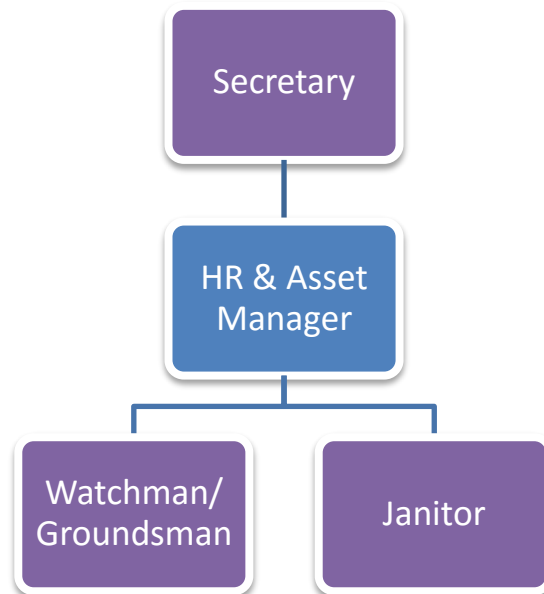 Secretary
HR & Asset
Manager
Watchman/
Groundsman
Janitor